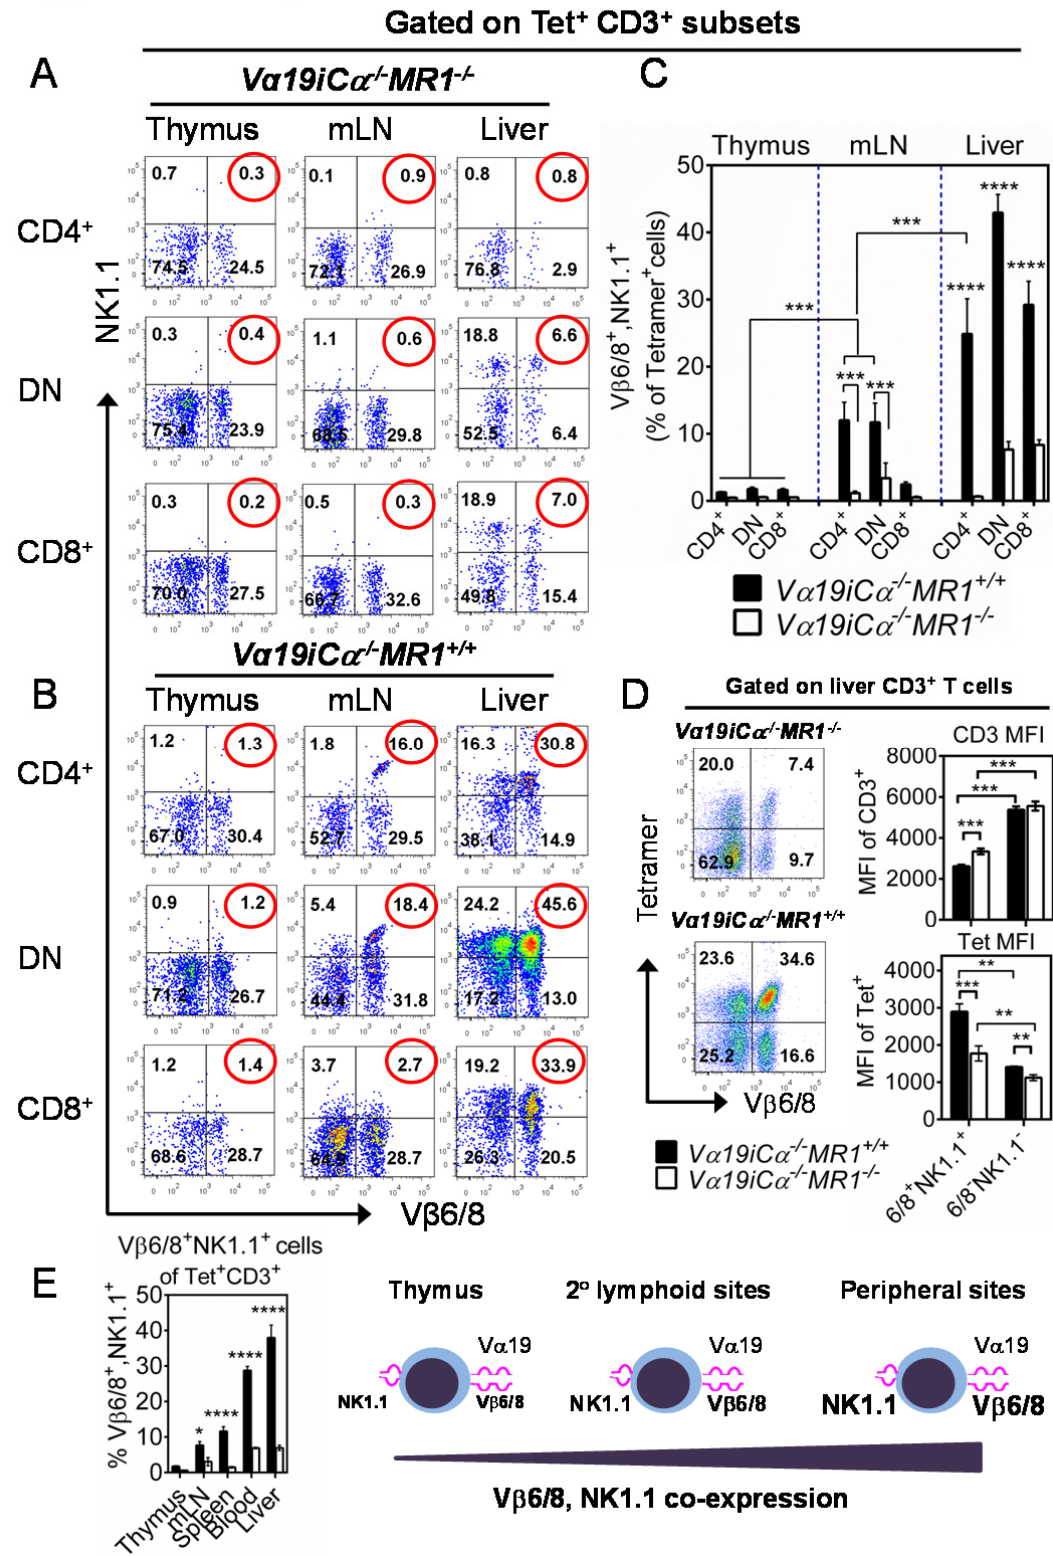 Gated on Tet⁺ CD3⁺ subsets
A
Vα19iCα⁻/⁻MR1⁻/⁻
Thymus mLN Liver
CD4⁺
0.7 0.3 74.5 24.5
0.1 0.9 72.1 26.9
0.8 0.8 76.8 2.9
NK1.1
DN
0.3 0.4 75.4 23.9
1.1 0.6 68.5 29.8
18.8 6.6 52.5 6.4
CD8⁺
0.3 0.2 70.0 27.5
0.5 0.3 66.7 32.6
18.9 7.0 49.8 15.4
B
Vα19iCα⁻/⁻MR1⁺/⁺
Thymus mLN Liver
CD4⁺
1.2 1.3 67.0 30.4
1.8 16.0 52.7 29.5
16.3 30.8 38.1 14.9
DN
0.9 1.2 71.2 26.7
5.4 18.4 44.4 31.8
24.2 45.6 17.2 13.0
CD8⁺
1.2 1.4 68.6 28.7
3.7 2.7 64.9 28.7
19.2 33.9 26.3 20.5
Vβ6/8
C
Thymus mLN Liver
Vβ6/8⁺,NK1.1⁺
(% of Tetramer⁺cells)
50
40
30
20
10
0
*** *** *** *** **** **** ****
CD4⁺ DN CD8⁺ CD4⁺ DN CD8⁺ CD4⁺ DN CD8⁺
Vα19iCα⁻/⁻MR1⁺/⁺
Vα19iCα⁻/⁻MR1⁻/⁻
D
Gated on liver CD3⁺ T cells
Vα19iCα⁻/⁻MR1⁻/⁻
20.0 7.4
62.9 9.7
Vα19iCα⁻/⁻MR1⁺/⁺
23.6 34.6
25.2 16.6
Tetramer
Vβ6/8
CD3 MFI
MFI of CD3⁺
8000
6000
4000
2000
0
*** *** ***
Tet MFI
MFI of Tet⁺
4000
3000
2000
1000
0
** *** ** **
6/8⁺NK1.1⁺ 6/8⁻NK1.1⁻
Vα19iCα⁻/⁻MR1⁺/⁺
Vα19iCα⁻/⁻MR1⁻/⁻
E
Vβ6/8⁺NK1.1⁺ cells
of Tet⁺CD3⁺
% Vβ6/8⁺,NK1.1⁺
50
40
30
20
10
0
* **** **** ****
Thymus mLN Spleen Blood Liver
Thymus 2º lymphoid sites Peripheral sites
Vα19 Vα19 Vα19
NK1.1 Vβ6/8 NK1.1 Vβ6/8 NK1.1 Vβ6/8
Vβ6/8, NK1.1 co-expression